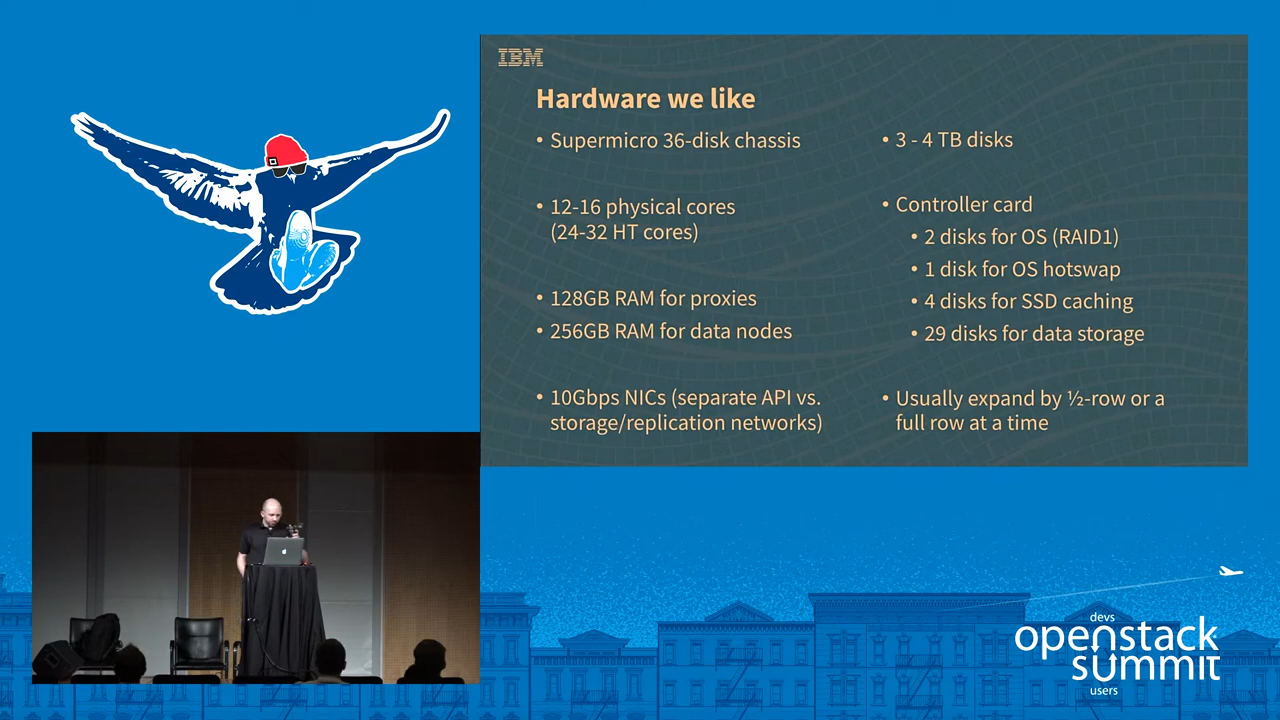 IBM
Hardware we like
• Supermicro 36-disk chassis
• 12-16 physical cores
(24-32 HT cores)
• 128GB RAM for proxies
• 256GB RAM for data nodes
• 10Gbps NICs (separate API vs.
storage/replication networks)
• 3 - 4 TB disks
• Controller card
• 2 disks for OS (RAID1)
• 1 disk for OS hotswap
• 4 disks for SSD caching
• 29 disks for data storage
• Usually expand by ½-row or a
full row at a time
devs
openstack
summit
users